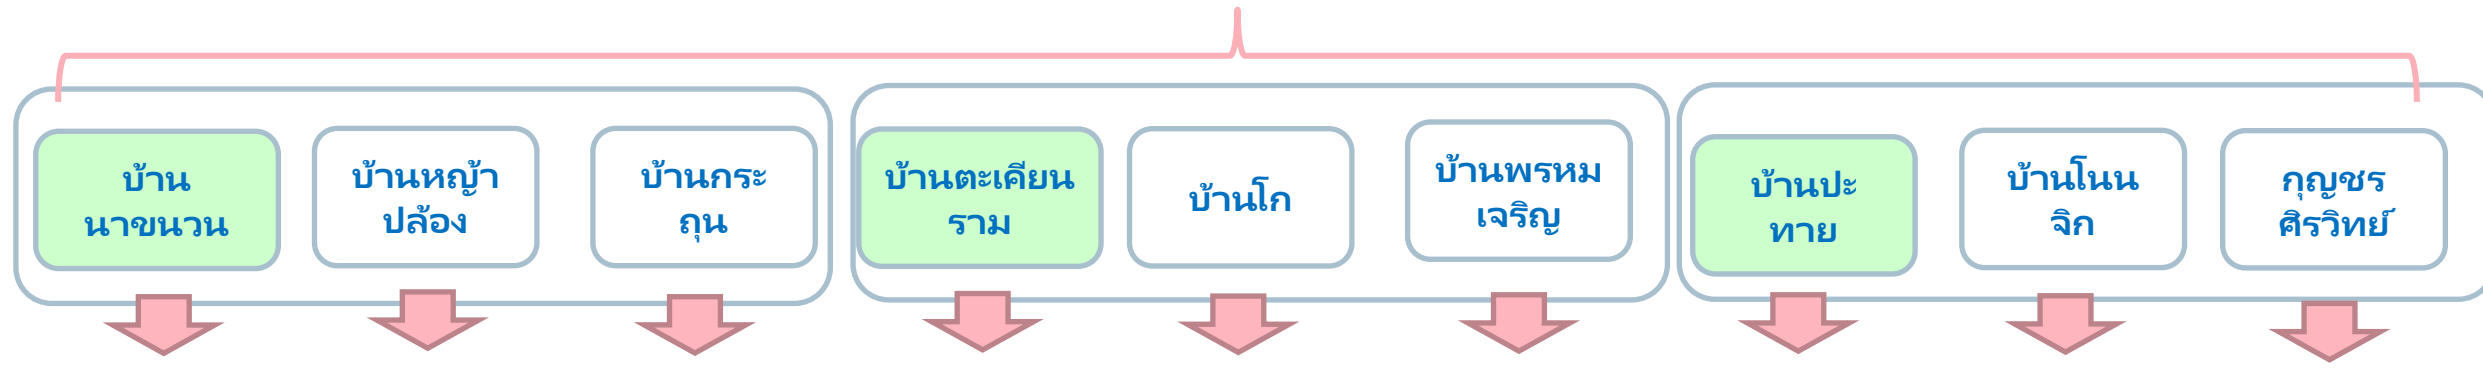 บ้าน
นาขนวน
บ้านหญ้า
ปล้อง
บ้านกระ
ถุน
บ้านตะเคียน
ราม
บ้านโก
บ้านพรหม
เจริญ
บ้านปะ
ทาย
บ้านโนน
จิก
กุญชร
ศิรวิทย์